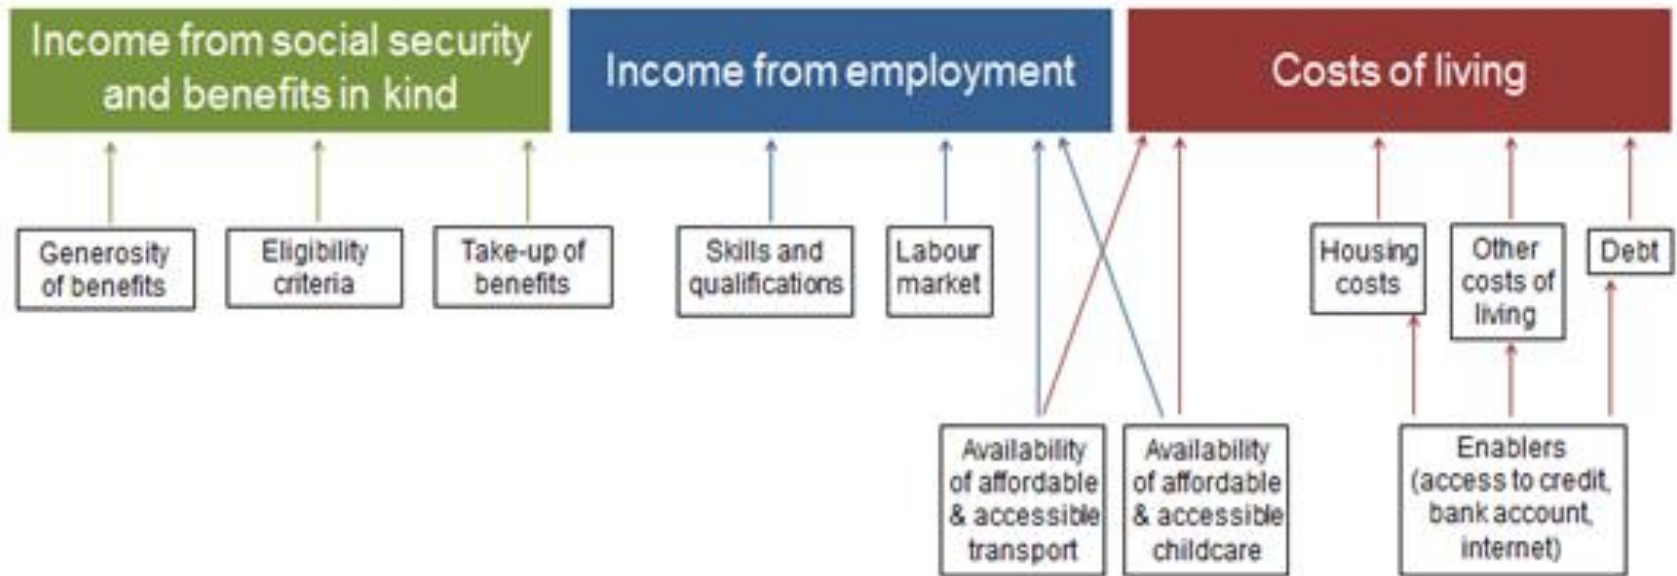 Income from social security
and benefits in kind
Income from employment
Costs of living
Generosity
of benefits
Eligibility
criteria
Take-up of
benefits
Skills and
qualifications
Labour
market
Housing
costs
Other
costs of
living
Debt
Availability
of affordable
& accessible
transport
Availability
of affordable
& accessible
childcare
Enablers
(access to credit,
bank account,
internet)